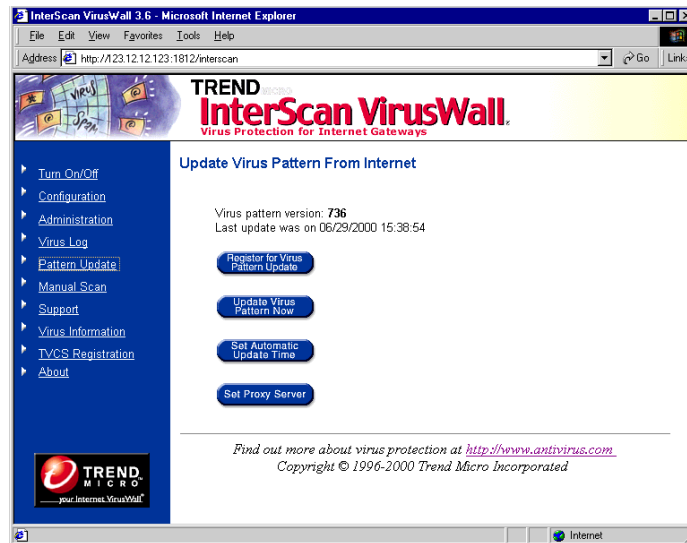 InterScan VirusWall 3.6 - Microsoft Internet Explorer
File Edit View Favorites Tools Help
Address http://123.12.12.123:1812/interscan Go Links
VIRUS
Spam
TREND MICRO
InterScan VirusWall
Virus Protection for Internet Gateways
Turn On/Off
Configuration
Administration
Virus Log
Pattern Update
Manual Scan
Support
Virus Information
TVCS Registration
About
TREND
MICRO
your Internet VirusWall
Update Virus Pattern From Internet
Virus pattern version: 736
Last update was on 06/29/2000 15:38:54
Register for Virus
Pattern Update
Update Virus
Pattern Now
Set Automatic
Update Time
Set Proxy Server
Find out more about virus protection at http://www.antivirus.com
Copyright © 1996-2000 Trend Micro Incorporated
Internet